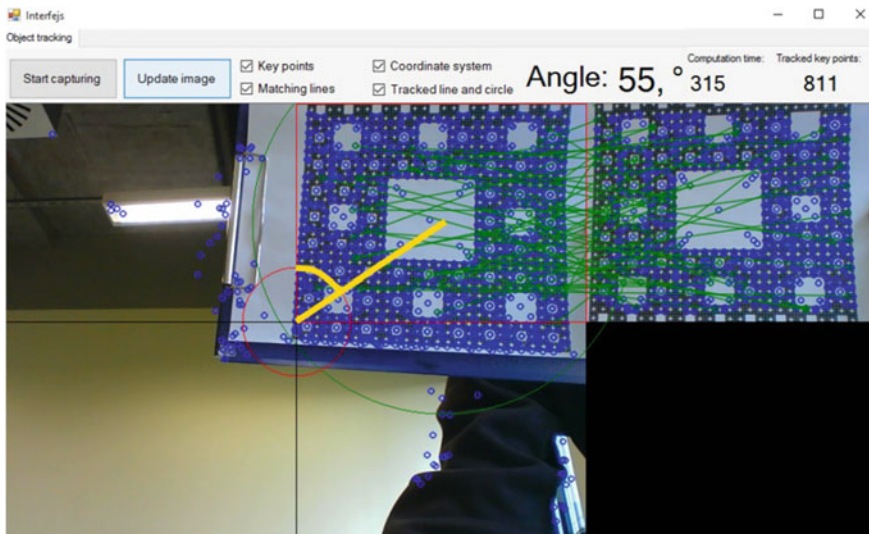 Interfejs
Object tracking
Start capturing
Update image
Key points
Matching lines
Coordinate system
Tracked line and circle
Angle: 55, °
Computation time:
315
Tracked key points:
811